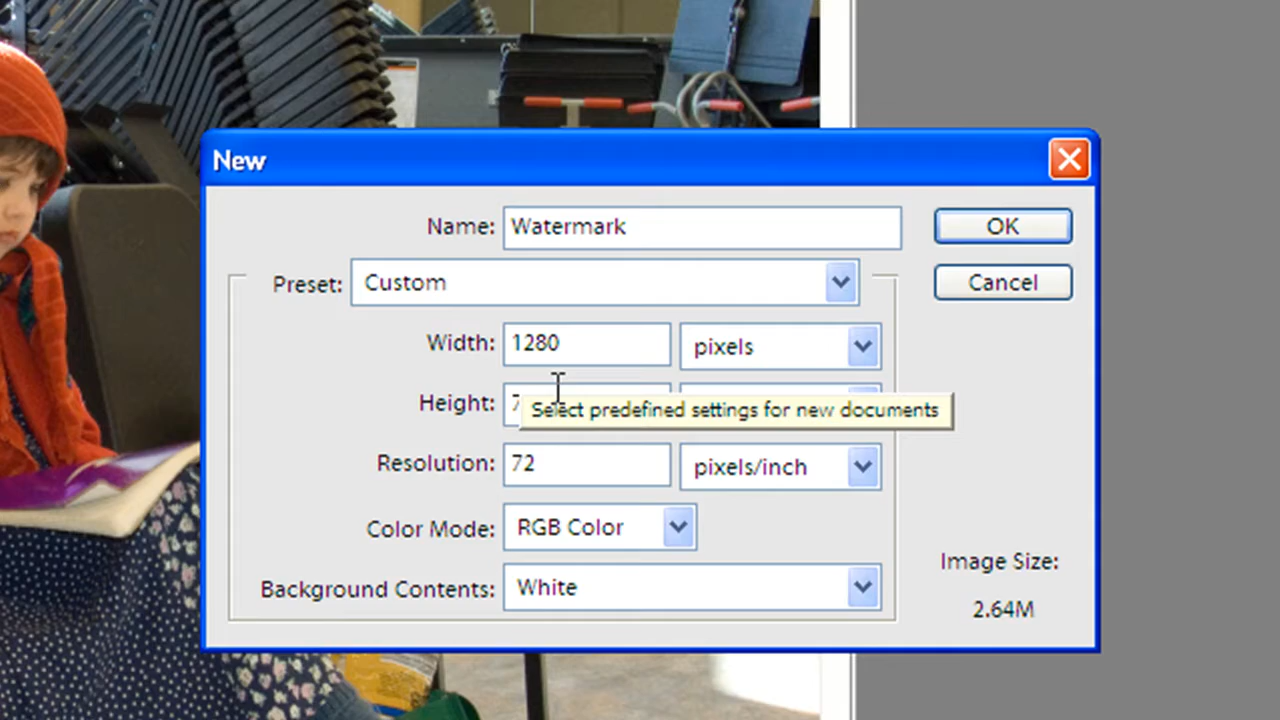 New
Name: Watermark
OK
Preset: Custom
Cancel
Width: 1280 pixels
Height: 7
Select predefined settings for new documents
Resolution: 72 pixels/inch
Color Mode: RGB Color
Background Contents: White
Image Size:
2.64M